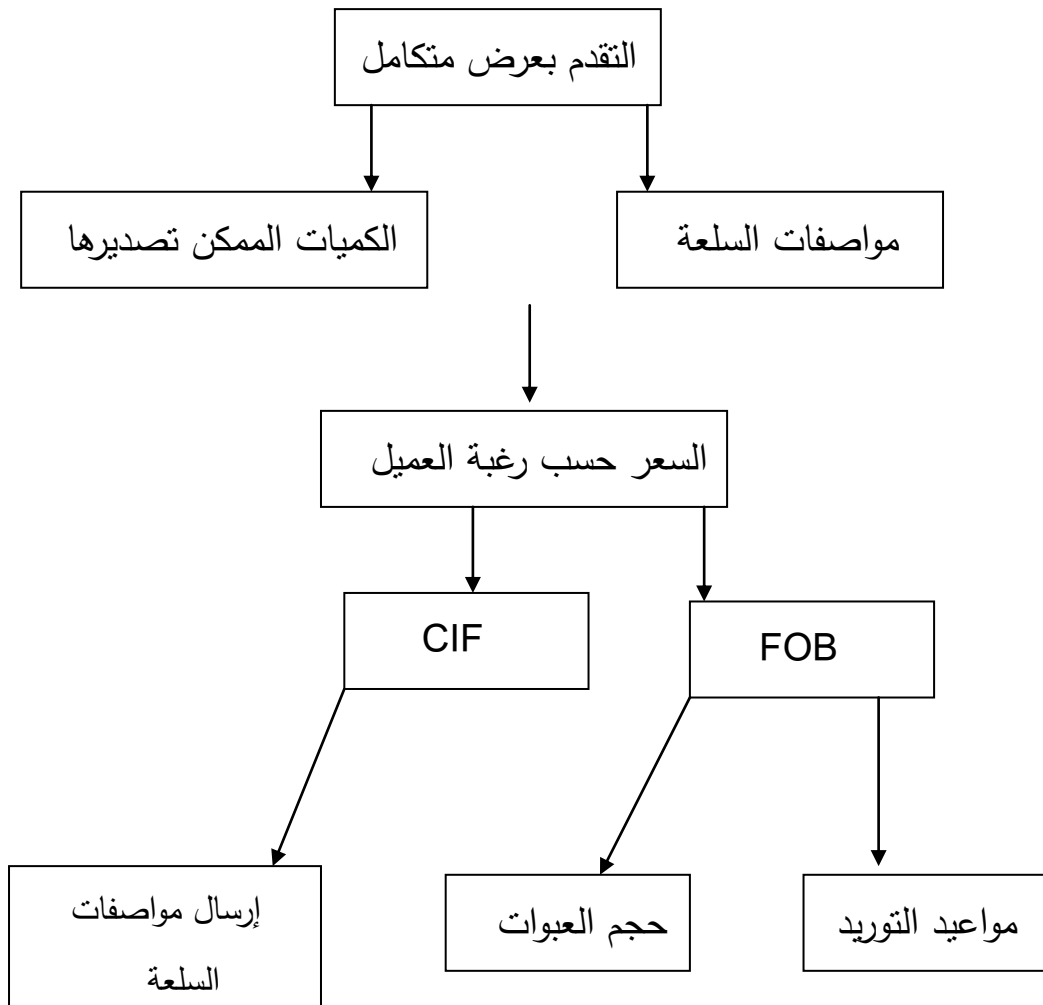 التقدم بعرض متكامل
مواصفات السلعة
الكميات الممكن تصديرها
السعر حسب رغبة العميل
FOB
CIF
مواعيد التوريد
حجم العبوات
إرسال مواصفات
السلعة